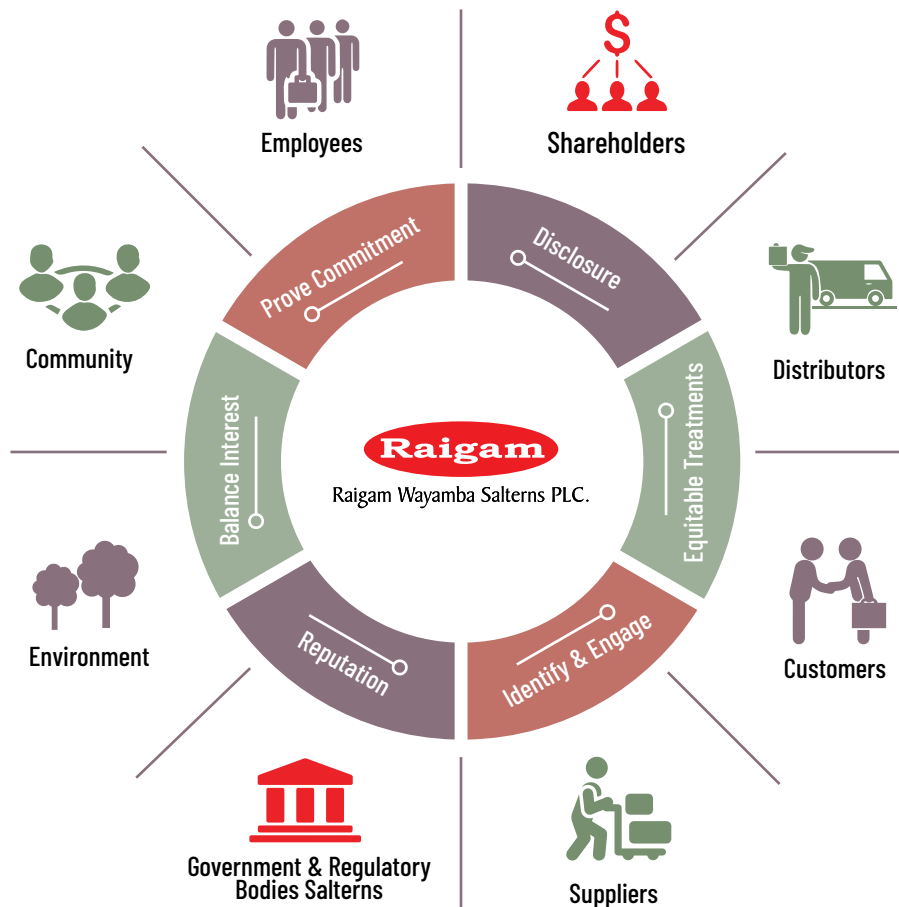 Employees
$
Shareholders
Prove Commitment
Disclosure
Community
Distributors
Balance Interest
Equitable Treatments
Raigam
Raigam Wayamba Salterns PLC.
Environment
Customers
Reputation
Identify & Engage
Government & Regulatory
Bodies Salterns
Suppliers